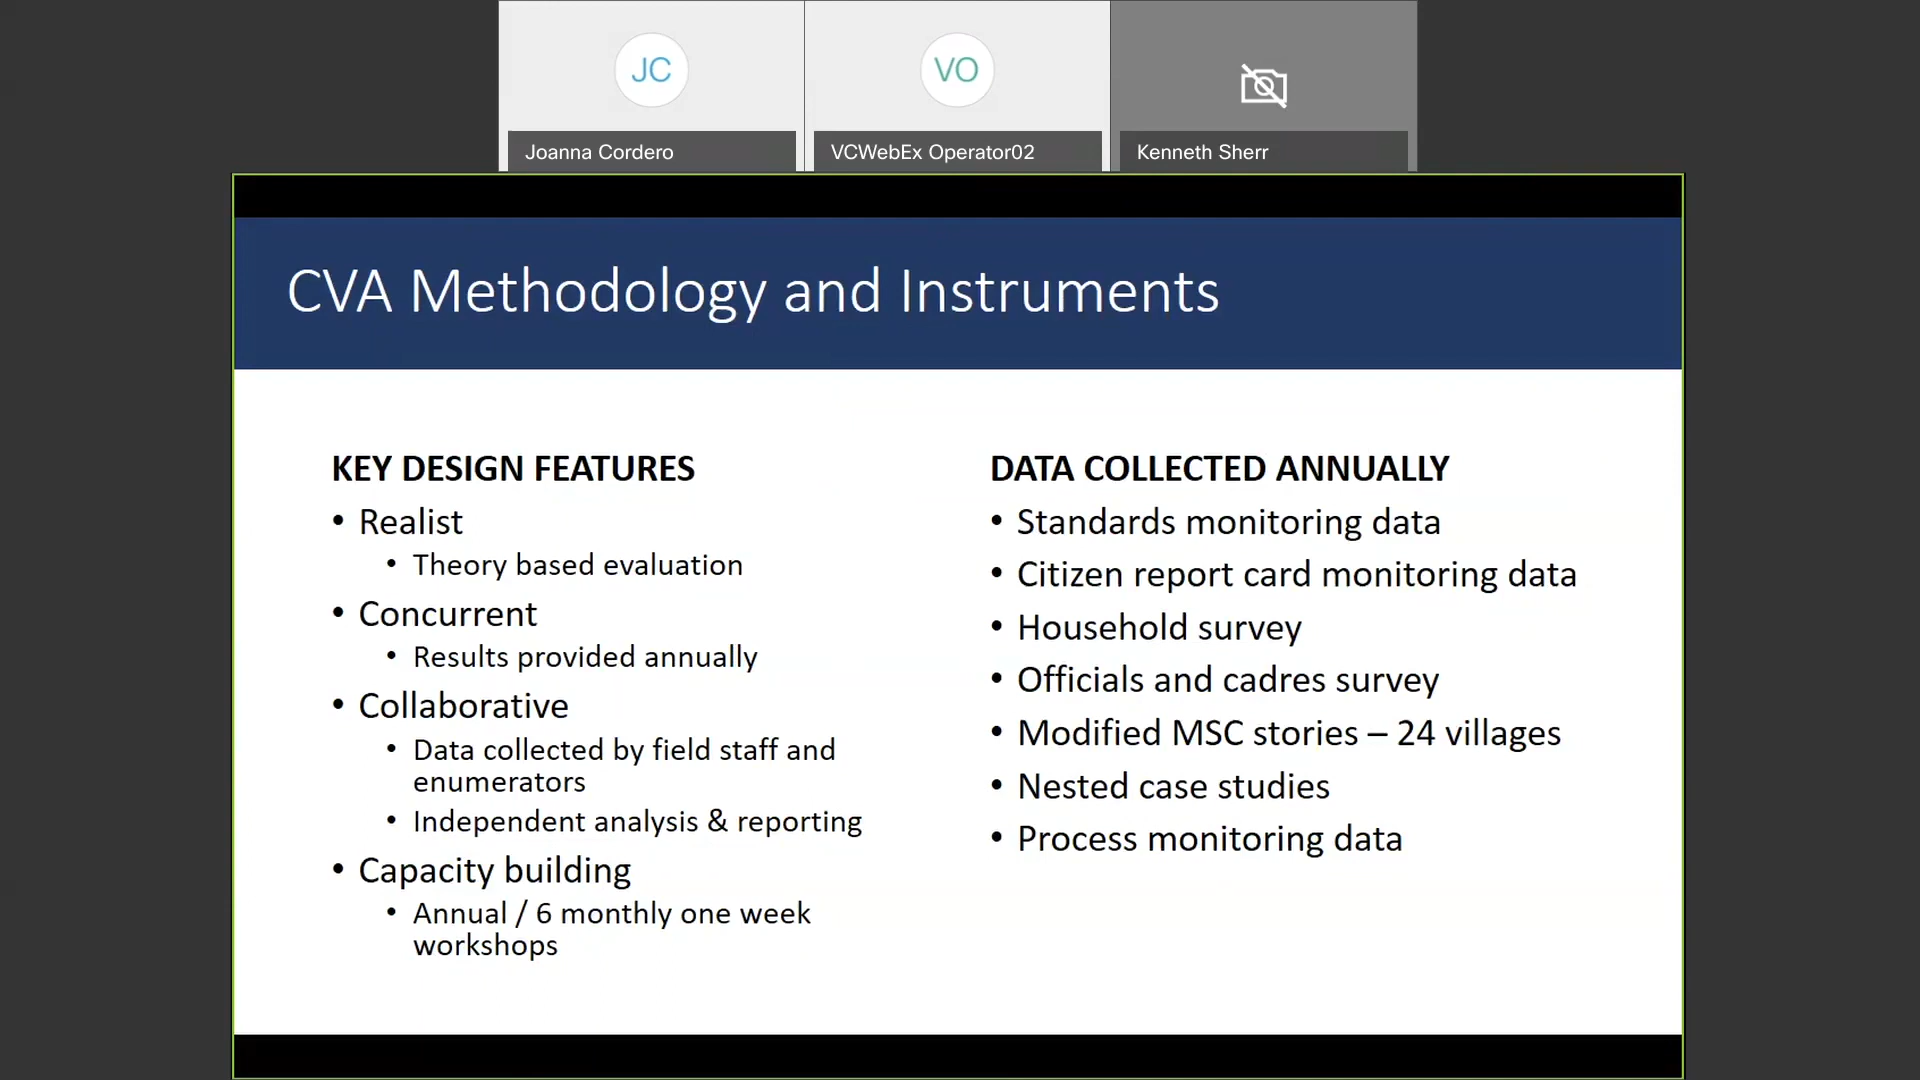 JC
VO
Joanna Cordero
VCWebEx Operator02
Kenneth Sherr
CVA Methodology and Instruments
KEY DESIGN FEATURES
• Realist
• Theory based evaluation
• Concurrent
• Results provided annually
• Collaborative
• Data collected by field staff and
enumerators
• Independent analysis & reporting
• Capacity building
• Annual / 6 monthly one week
workshops
DATA COLLECTED ANNUALLY
• Standards monitoring data
• Citizen report card monitoring data
• Household survey
• Officials and cadres survey
• Modified MSC stories – 24 villages
• Nested case studies
• Process monitoring data